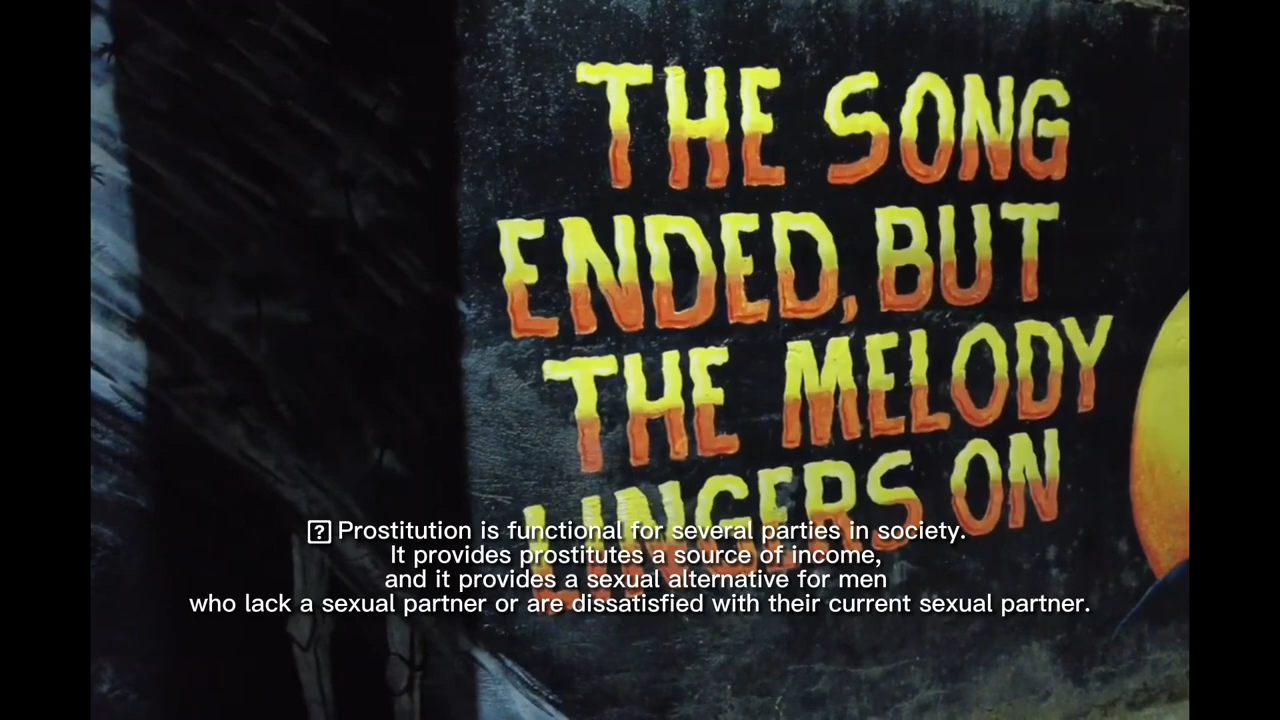 THE SONG
ENDED, BUT
THE MELODY
LINGERS ON
Prostitution is functional for several parties in society.
It provides prostitutes a source of income,
and it provides a sexual alternative for men
who lack a sexual partner or are dissatisfied with their current sexual partner.